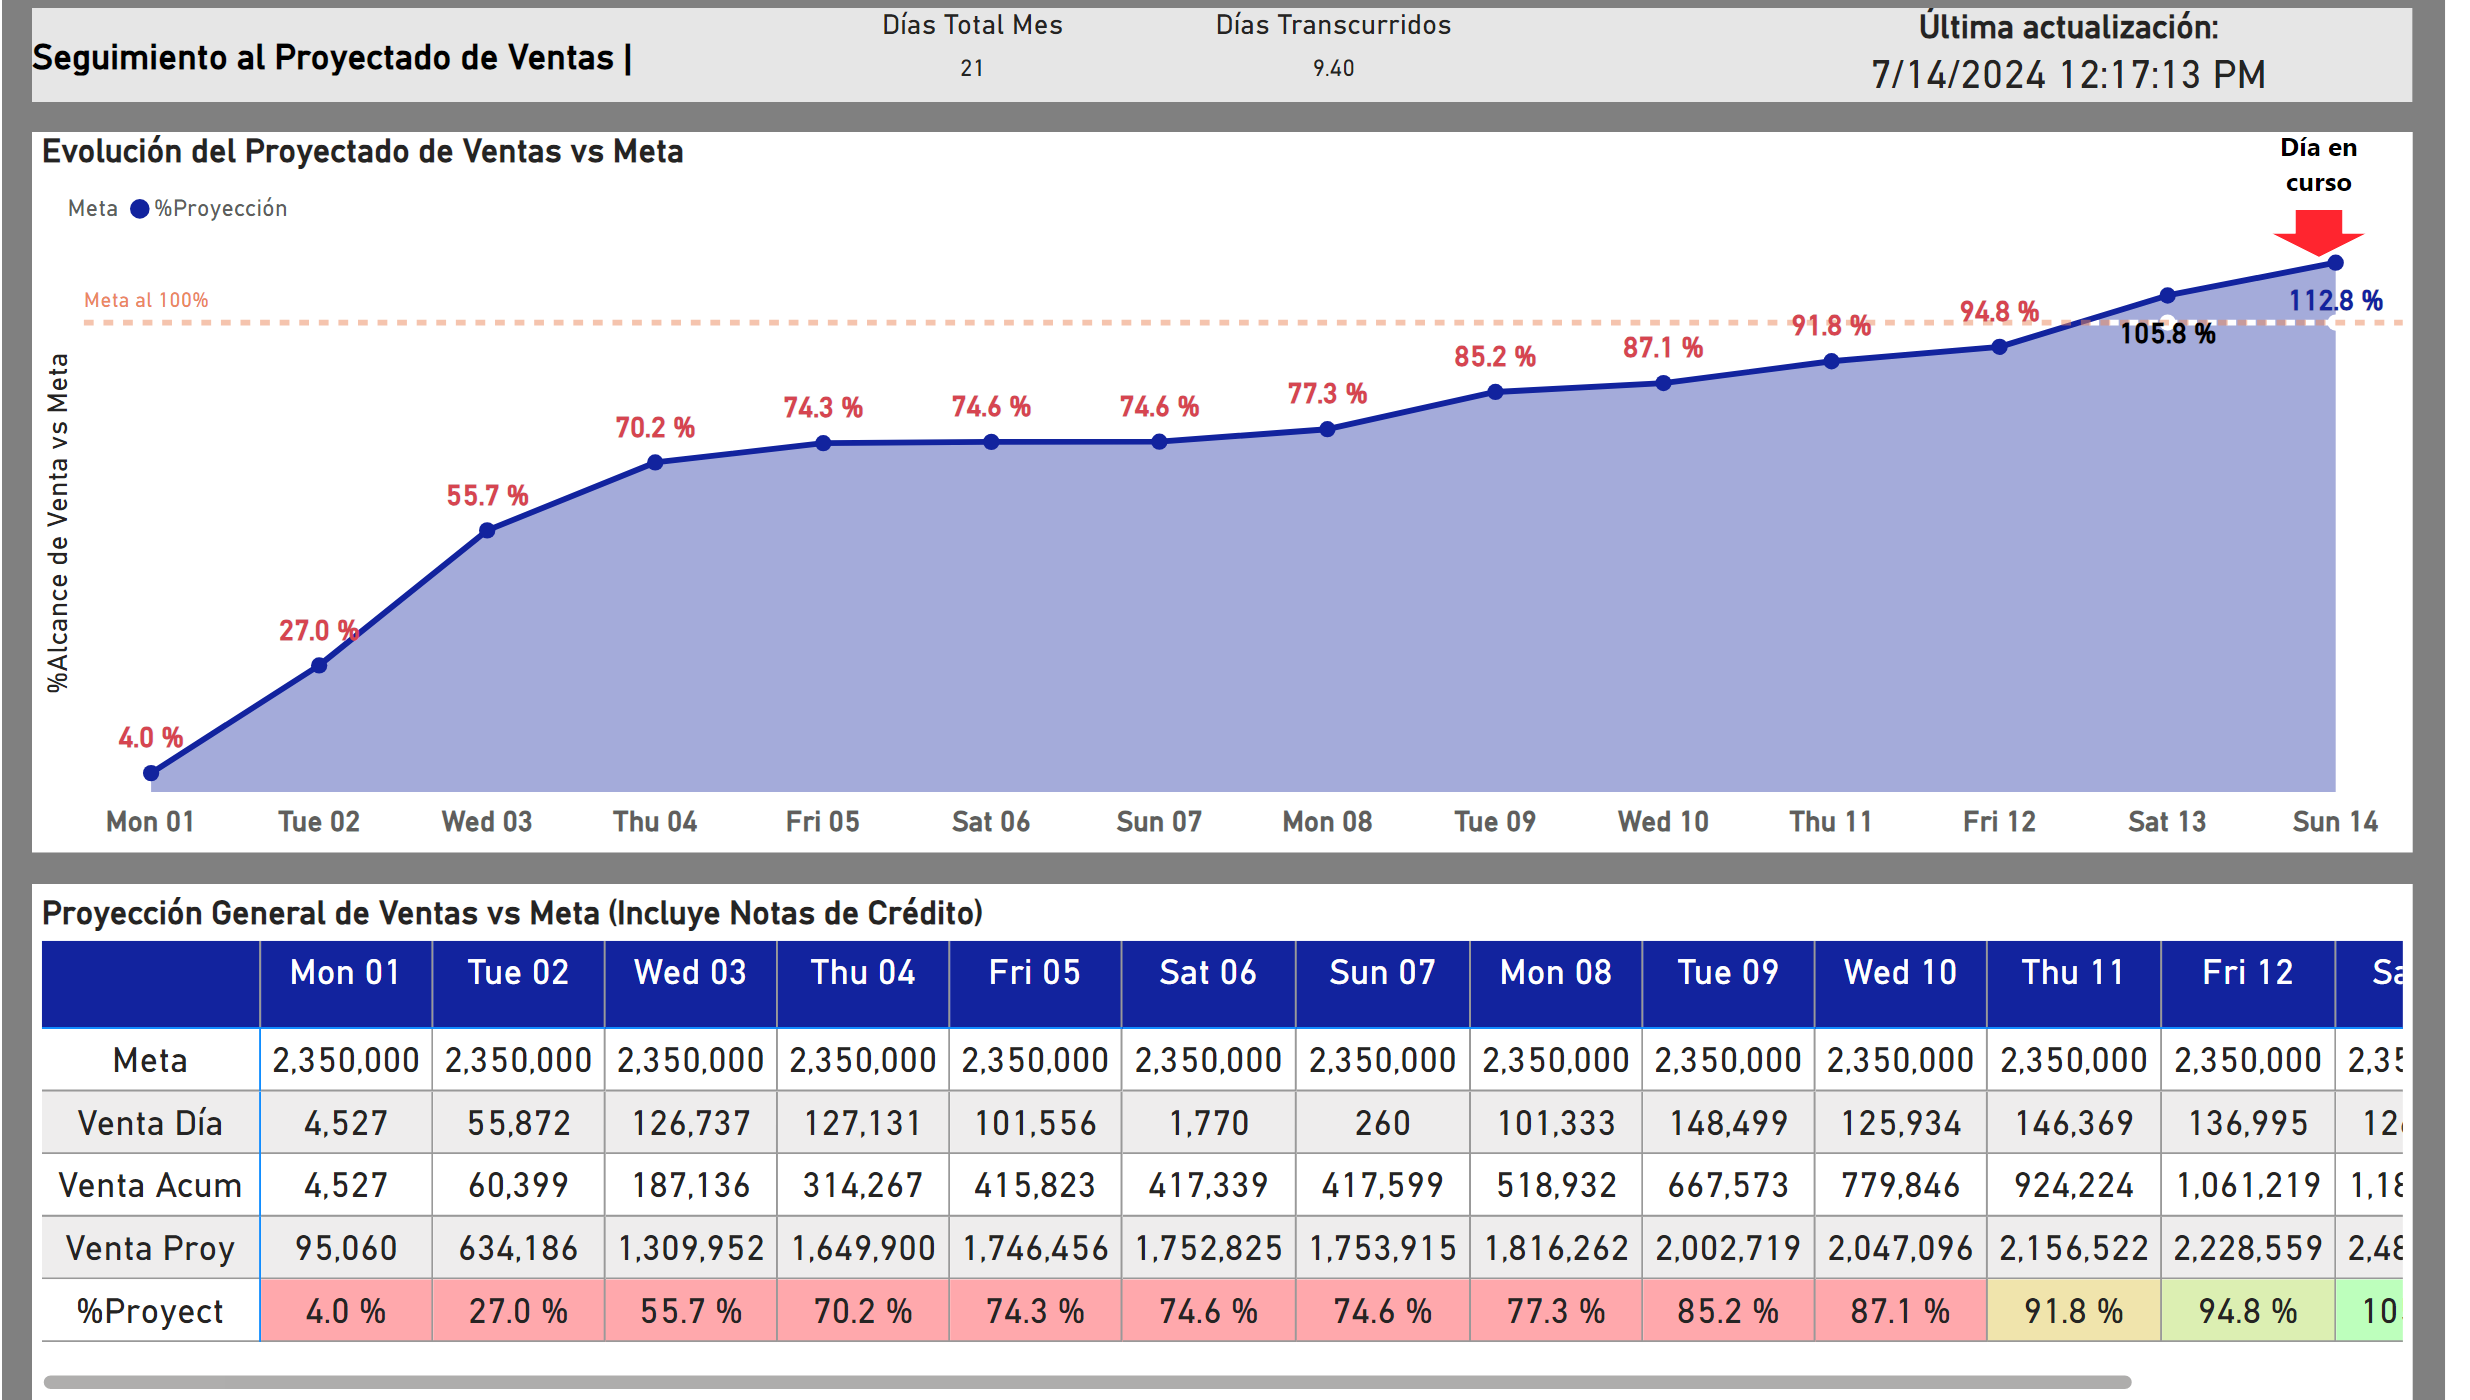 Seguimiento al Proyectado de Ventas |
Días Total Mes
21
Días Transcurridos
9.40
Última actualización:
7/14/2024 12:17:13 PM
Evolución del Proyectado de Ventas vs Meta
Día en
curso
Meta %Proyección
Meta al 100%
%Alcance de Venta vs Meta
4.0 %
27.0 %
55.7 %
70.2 %
74.3 %
74.6 %
74.6 %
77.3 %
85.2 %
87.1 %
91.8 %
94.8 %
105.8 %
112.8 %
Mon 01 Tue 02 Wed 03 Thu 04 Fri 05 Sat 06 Sun 07 Mon 08 Tue 09 Wed 10 Thu 11 Fri 12 Sat 13 Sun 14
Proyección General de Ventas vs Meta (Incluye Notas de Crédito)
Mon 01 Tue 02 Wed 03 Thu 04 Fri 05 Sat 06 Sun 07 Mon 08 Tue 09 Wed 10 Thu 11 Fri 12 Sa
Meta 2,350,000 2,350,000 2,350,000 2,350,000 2,350,000 2,350,000 2,350,000 2,350,000 2,350,000 2,350,000 2,350,000 2,350,000 2,35
Venta Día 4,527 55,872 126,737 127,131 101,556 1,770 260 101,333 148,499 125,934 146,369 136,995 12
Venta Acum 4,527 60,399 187,136 314,267 415,823 417,339 417,599 518,932 667,573 779,846 924,224 1,061,219 1,18
Venta Proy 95,060 634,186 1,309,952 1,649,900 1,746,456 1,752,825 1,753,915 1,816,262 2,002,719 2,047,096 2,156,522 2,228,559 2,48
%Proyect 4.0 % 27.0 % 55.7 % 70.2 % 74.3 % 74.6 % 74.6 % 77.3 % 85.2 % 87.1 % 91.8 % 94.8 % 10